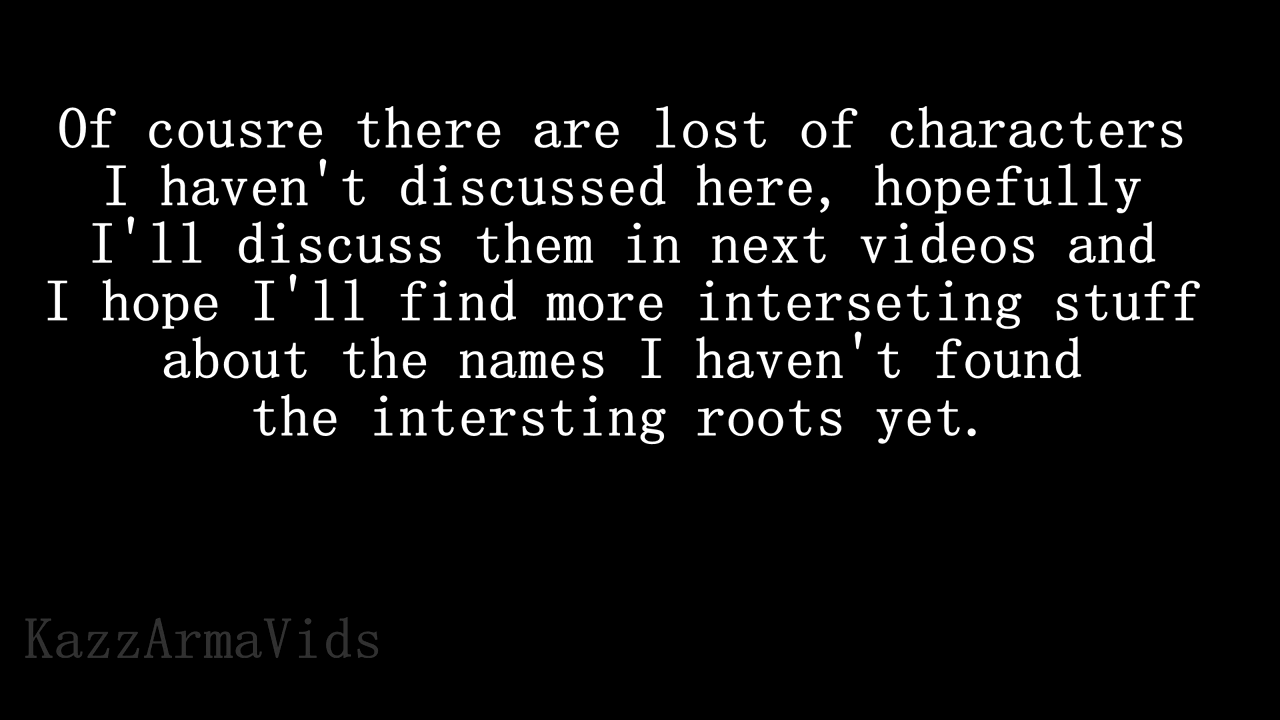 Of cousre there are lost of characters
I haven't discussed here, hopefully
I'll discuss them in next videos and
I hope I'll find more interseting stuff
about the names I haven't found
the intersting roots yet.
KazzArmaVids